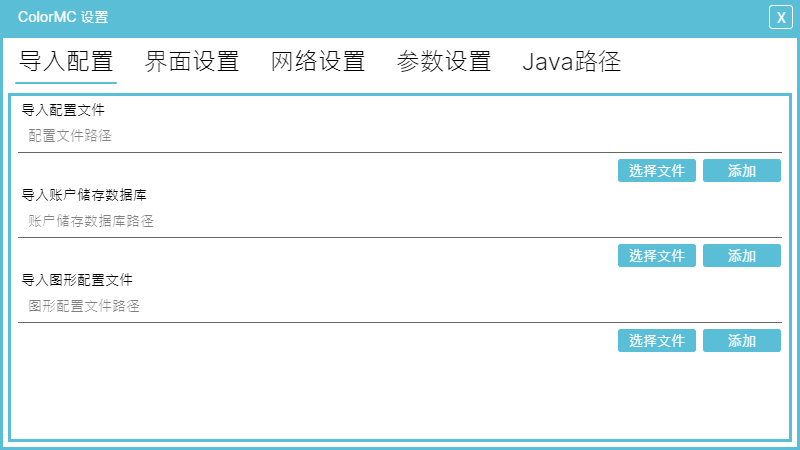 ColorMC 设置
X
导入配置 界面设置 网络设置 参数设置 Java路径
导入配置文件
配置文件路径
选择文件 添加
导入账户储存数据库
账户储存数据库路径
选择文件 添加
导入图形配置文件
图形配置文件路径
选择文件 添加